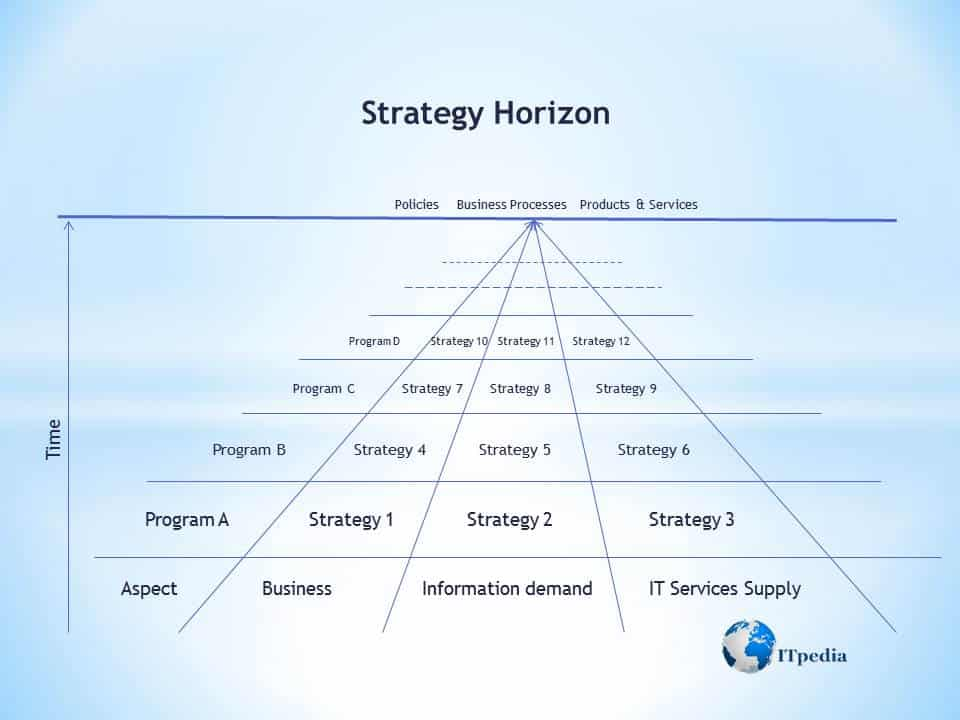 Strategy Horizon
Policies Business Processes Products & Services
Program D Strategy 10 Strategy 11 Strategy 12
Program C Strategy 7 Strategy 8 Strategy 9
Time
Program B Strategy 4 Strategy 5 Strategy 6
Program A Strategy 1 Strategy 2 Strategy 3
Aspect Business Information demand IT Services Supply
ITpedia